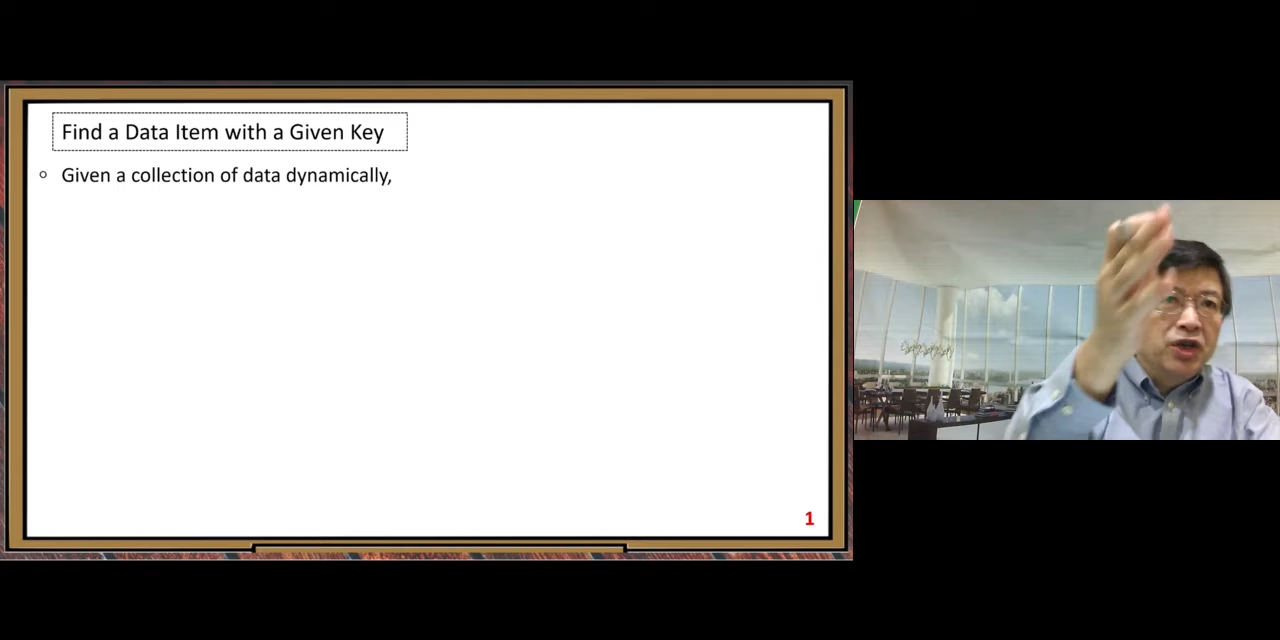 Find a Data Item with a Given Key
Given a collection of data dynamically,
1